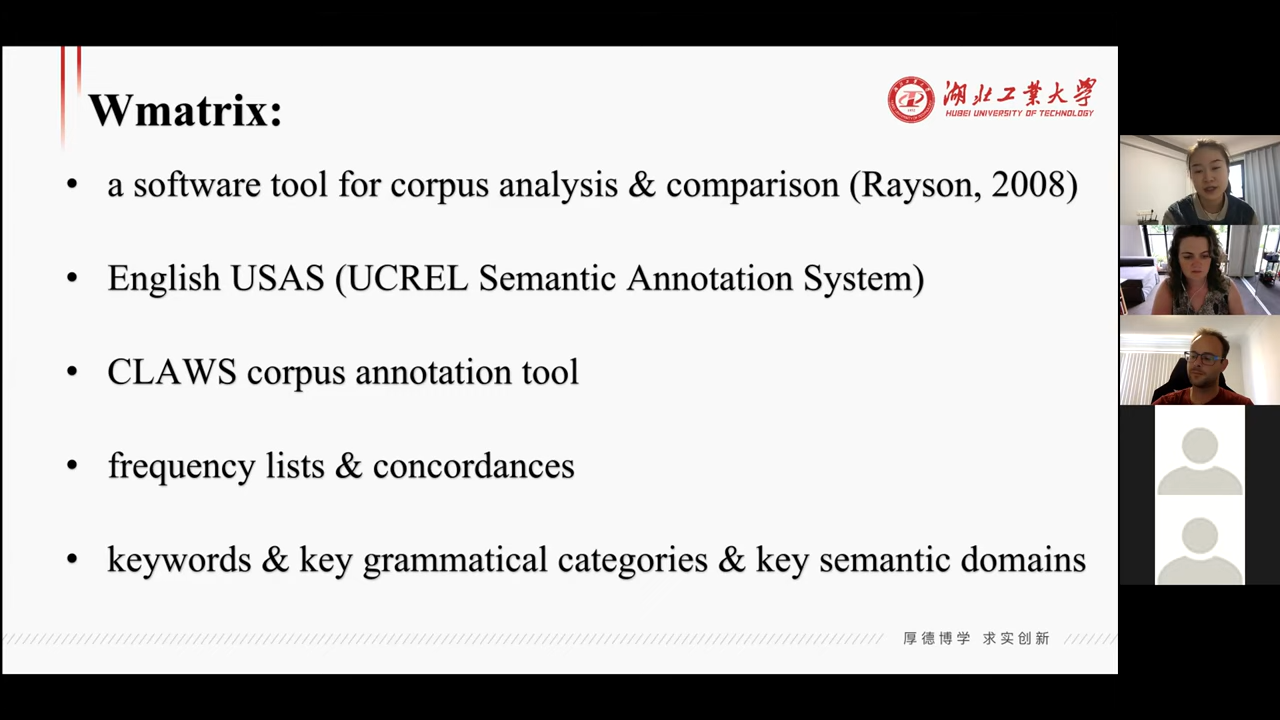 Wmatrix:
湖北工業大学
HUBEI UNIVERSITY OF TECHNOLOGY
• a software tool for corpus analysis & comparison (Rayson, 2008)
• English USAS (UCREL Semantic Annotation System)
• CLAWS corpus annotation tool
• frequency lists & concordances
• keywords & key grammatical categories & key semantic domains
厚德博学 求实创新